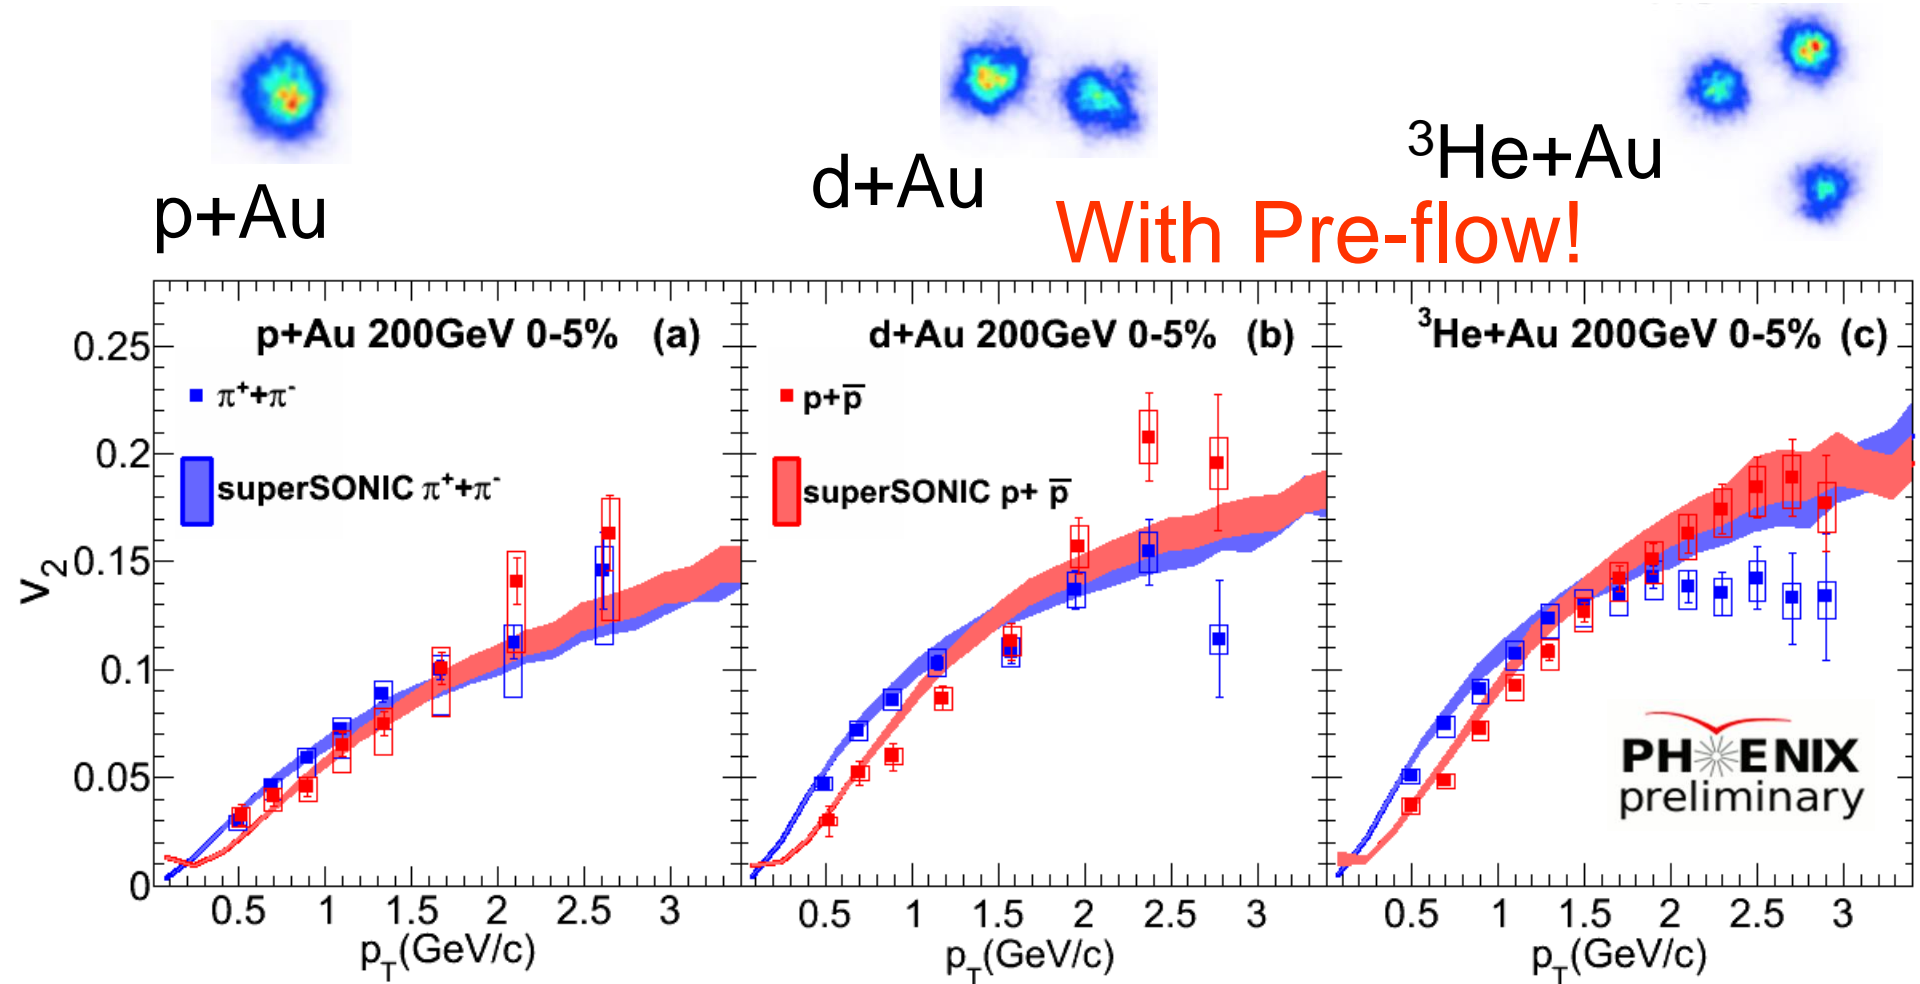 p+Au
d+Au
³He+Au
With Pre-flow!
p+Au 200GeV 0-5% (a)
π⁺+π⁻
superSONIC π⁺+π⁻
d+Au 200GeV 0-5% (b)
p+p̅
superSONIC p+ p̅
³He+Au 200GeV 0-5% (c)
PHENIX
preliminary
v₂
0.25
0.2
0.15
0.1
0.05
0
0.5 1 1.5 2 2.5 3
0.5 1 1.5 2 2.5 3
0.5 1 1.5 2 2.5 3
p_T(GeV/c)
p_T(GeV/c)
p_T(GeV/c)